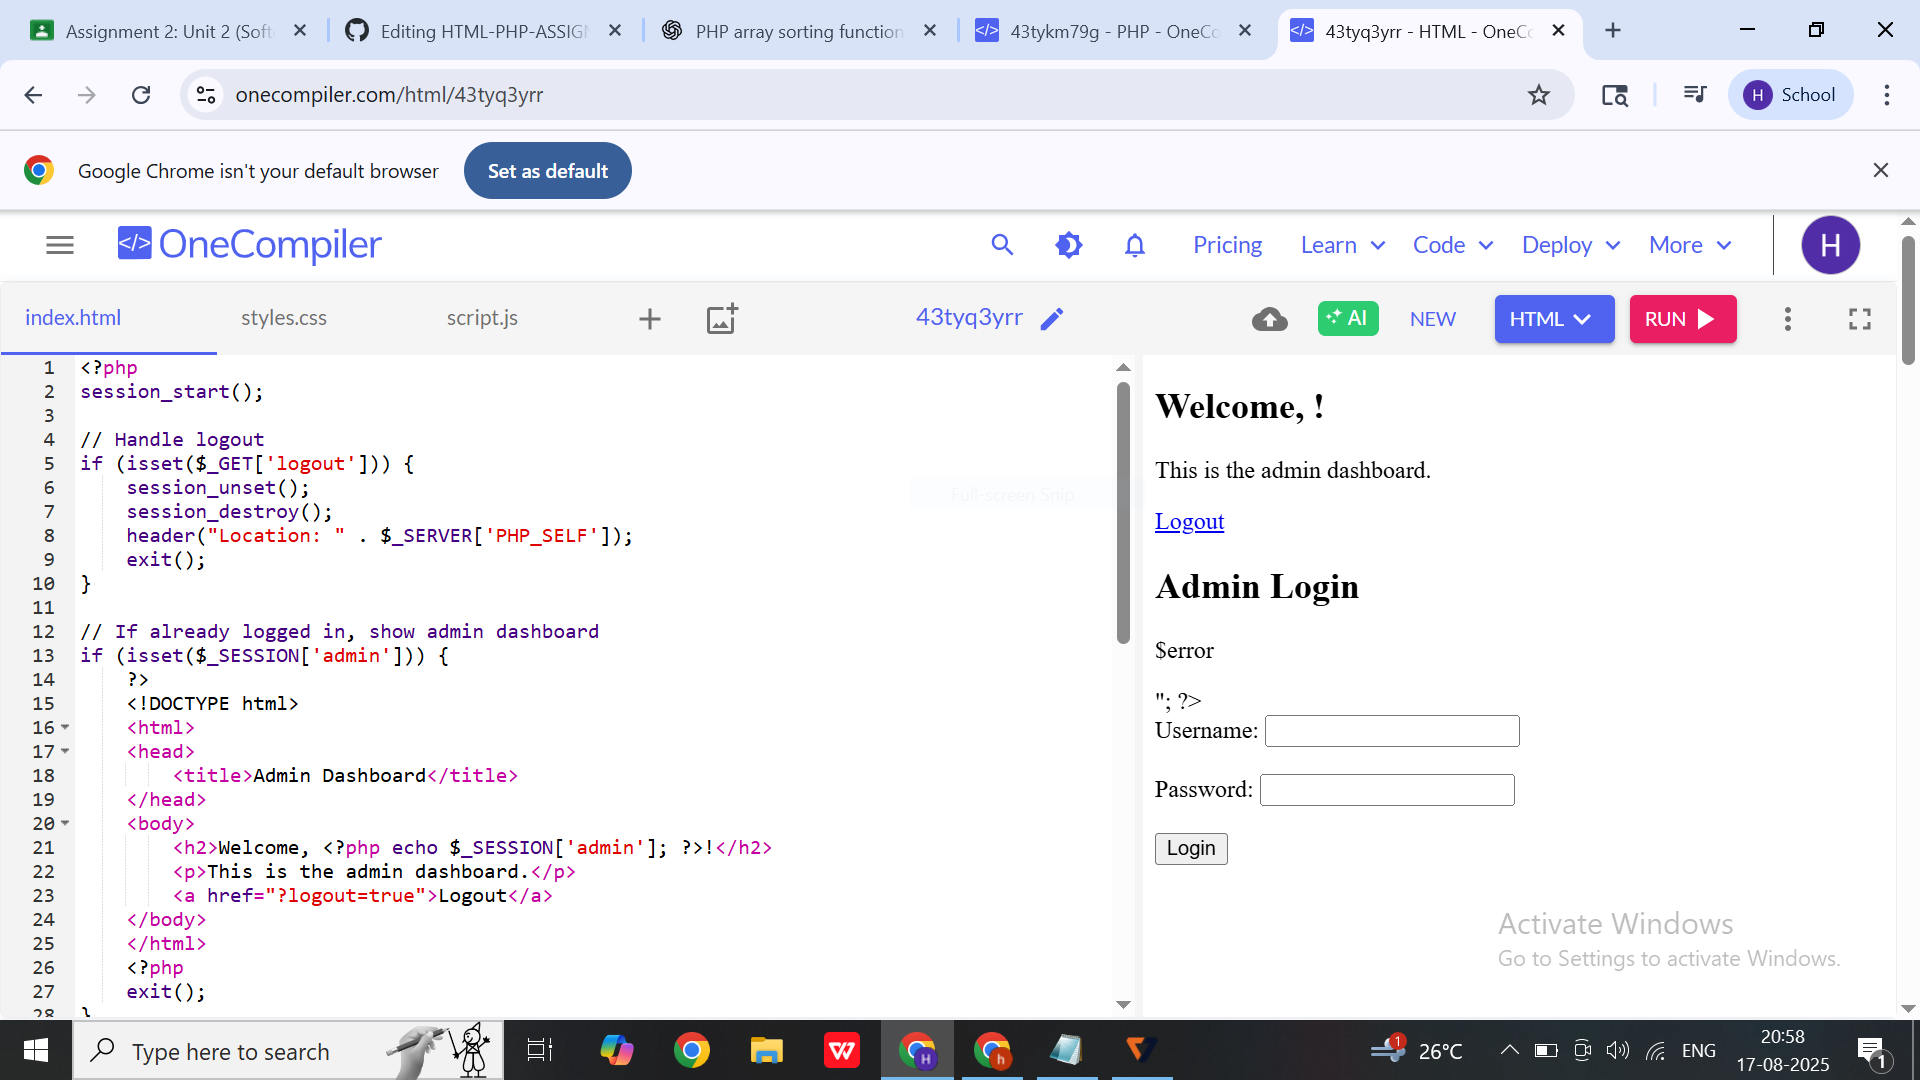 Assignment 2: Unit 2 (Soft
Editing HTML-PHP-ASSIGN
PHP array sorting function
43tykm79g - PHP - OneCo
43tyq3yrr - HTML - OneCo
onecompiler.com/html/43tyq3yrr
H School
Google Chrome isn't your default browser
Set as default
</> OneCompiler
Pricing
Learn
Code
Deploy
More
H
index.html
styles.css
script.js
43tyq3yrr
AI
NEW
HTML
RUN
1 <?php
2 session_start();
3
4 // Handle logout
5 if (isset($_GET['logout'])) {
6 session_unset();
7 session_destroy();
8 header("Location: " . $_SERVER['PHP_SELF']);
9 exit();
10 }
11
12 // If already logged in, show admin dashboard
13 if (isset($_SESSION['admin'])) {
14 ?>
15 <!DOCTYPE html>
16 <html>
17 <head>
18 <title>Admin Dashboard</title>
19 </head>
20 <body>
21 <h2>Welcome, <?php echo $_SESSION['admin']; ?>!</h2>
22 <p>This is the admin dashboard.</p>
23 <a href="?logout=true">Logout</a>
24 </body>
25 </html>
26 <?php
27 exit();
28 }
Full-screen Snip
Welcome, !
This is the admin dashboard.
Logout
Admin Login
$error
"; ?>
Username:
Password:
Login
Activate Windows
Go to Settings to activate Windows.
Type here to search
W
H
h
1
26°C
ENG
20:58
17-08-2025
1